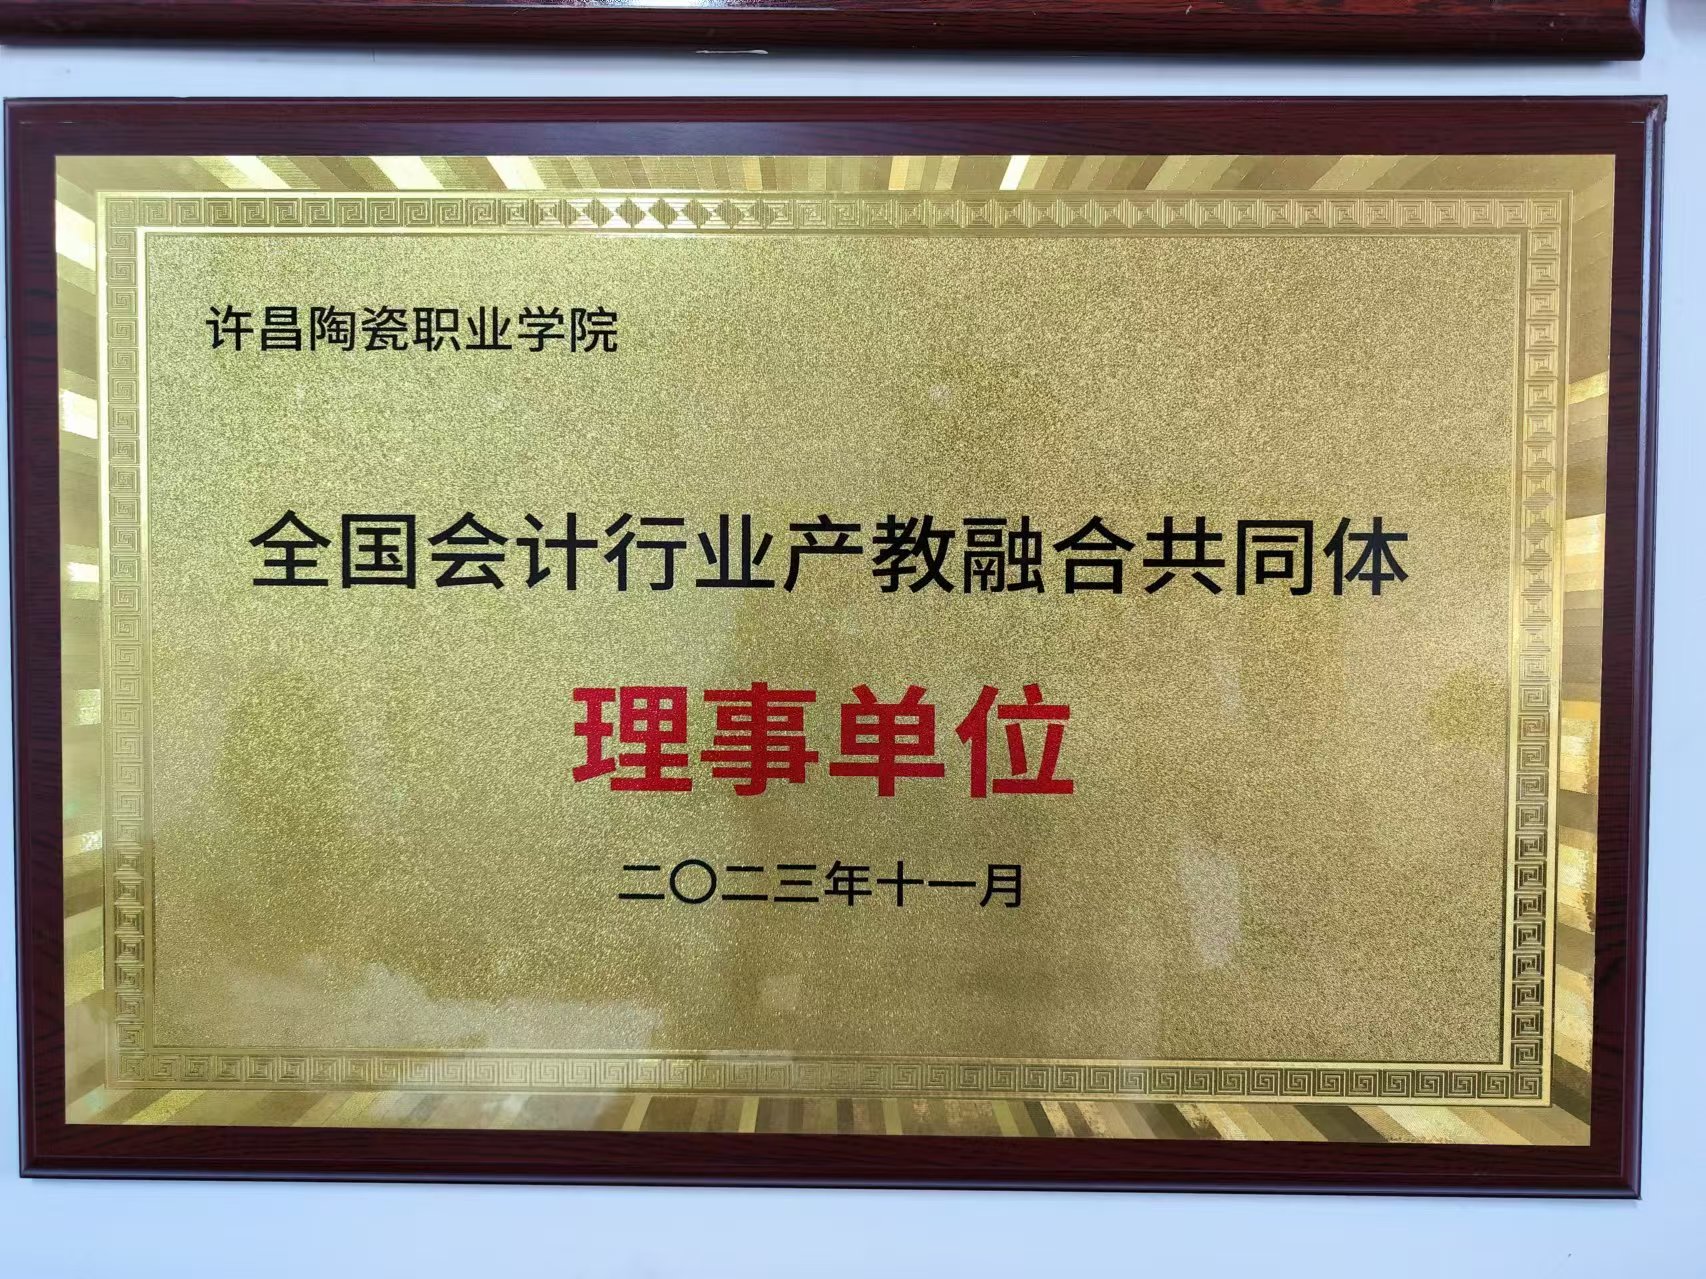 许昌陶瓷职业学院
全国会计行业产教融合共同体
理事单位
二〇二三年十一月